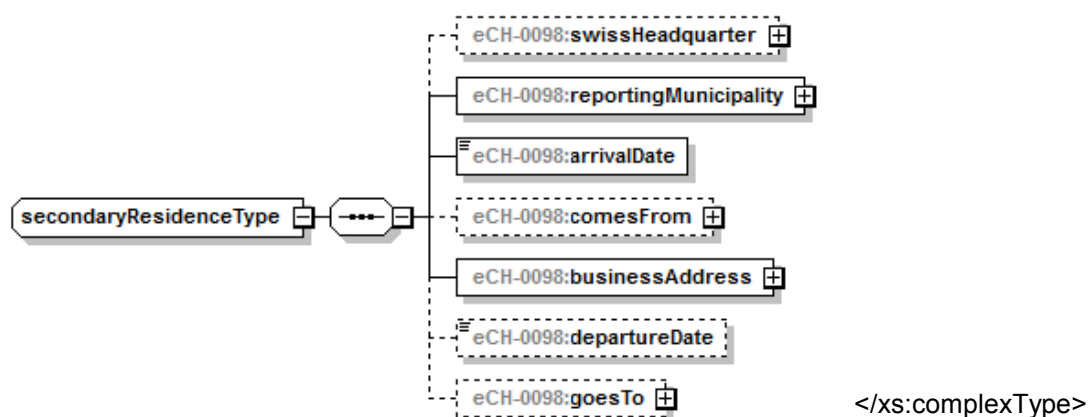 eCH-0098:swissHeadquarter
eCH-0098:reportingMunicipality
eCH-0098:arrivalDate
secondaryResidenceType
eCH-0098:comesFrom
eCH-0098:businessAddress
eCH-0098:departureDate
eCH-0098:goesTo
</xs:complexType>